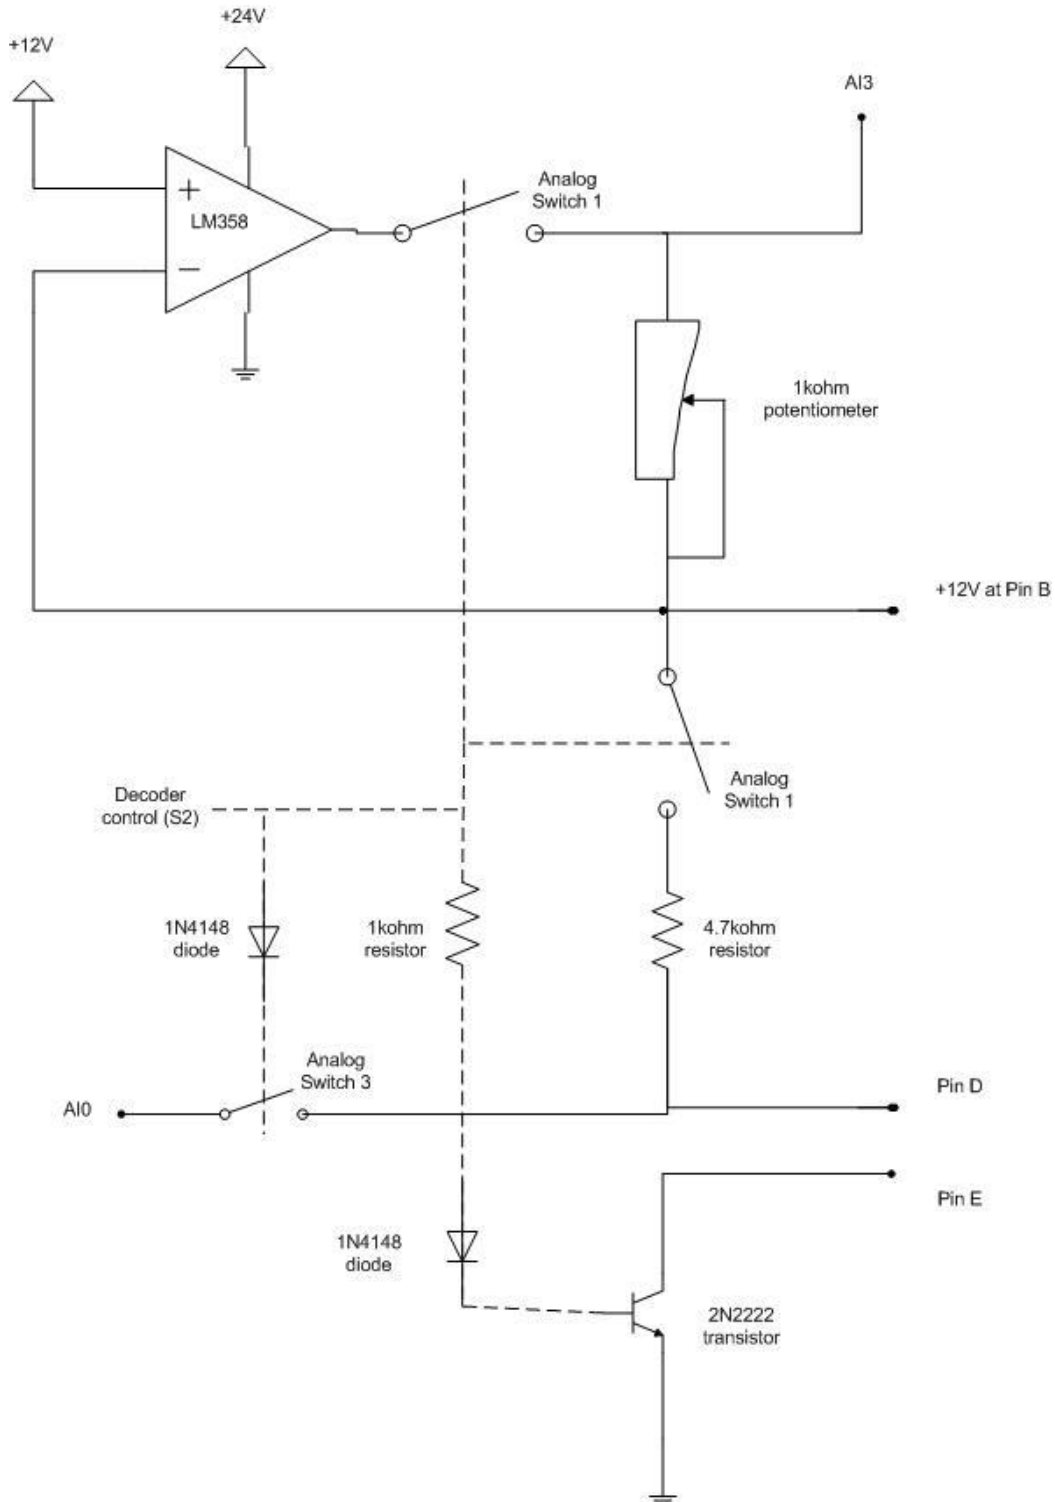 +24V
+12V
AI3
Analog
Switch 1
+
LM358
−
1kohm
potentiometer
+12V at Pin B
Analog
Switch 1
Decoder
control (S2)
1N4148
diode
1kohm
resistor
4.7kohm
resistor
Analog
Switch 3
AI0
Pin D
Pin E
1N4148
diode
2N2222
transistor